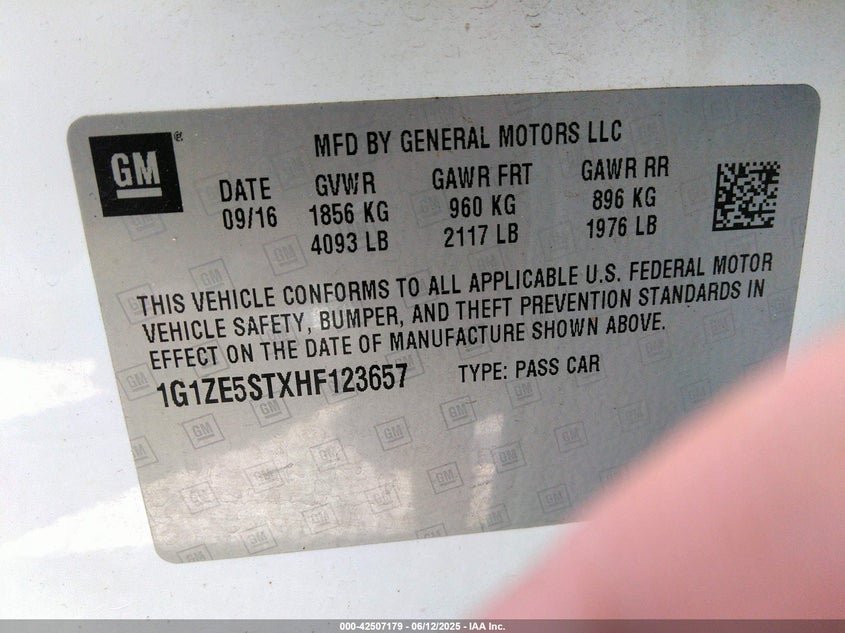 GM
MFD BY GENERAL MOTORS LLC
DATE GVWR GAWR FRT GAWR RR
09/16 1856 KG 960 KG 896 KG
4093 LB 2117 LB 1976 LB
THIS VEHICLE CONFORMS TO ALL APPLICABLE U.S. FEDERAL MOTOR
VEHICLE SAFETY, BUMPER, AND THEFT PREVENTION STANDARDS IN
EFFECT ON THE DATE OF MANUFACTURE SHOWN ABOVE.
1G1ZE5STXHF123657 TYPE: PASS CAR
000-42507179 - 06/12/2025 - IAA Inc.